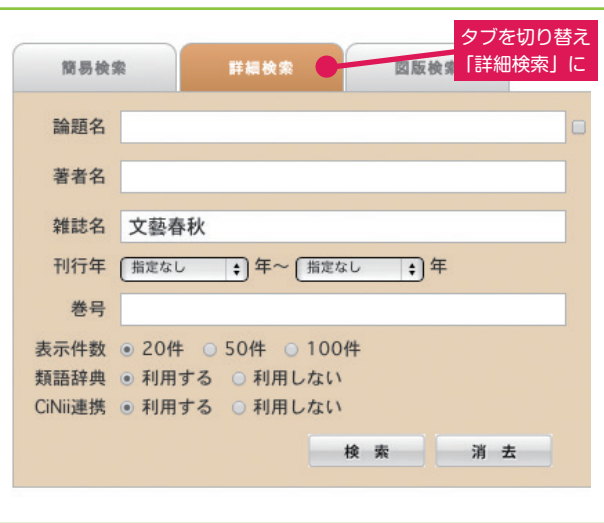 タブを切り替え
「詳細検索」に
簡易検索 詳細検索 図版検索
論題名
著者名
雑誌名 文藝春秋
刊行年 指定なし 年〜 指定なし 年
巻号
表示件数 20件 50件 100件
類語辞典 利用する 利用しない
CiNii連携 利用する 利用しない
検 索 消 去